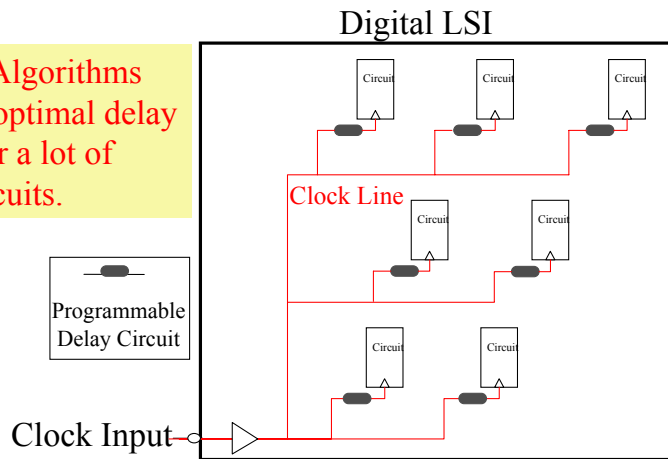 Digital LSI
Algorithms
optimal delay
r a lot of
cuits.
Circuit
Circuit
Circuit
Clock Line
Circuit
Circuit
Programmable
Delay Circuit
Circuit
Circuit
Clock Input